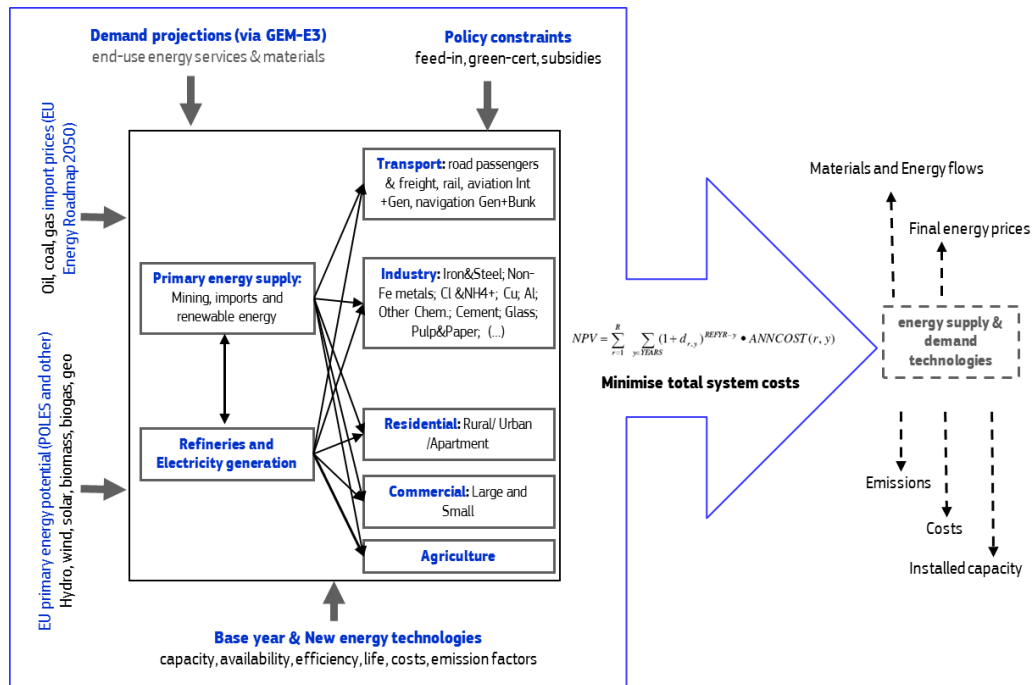 Demand projections (via GEM-E3)
end-use energy services & materials
Policy constraints
feed-in, green-cert, subsidies
Oil, coal, gas import prices (EU
Energy Roadmap 2050)
EU primary energy potential (POLES and other)
Hydro, wind, solar, biomass, biogas, geo
Primary energy supply:
Mining, imports and
renewable energy
Refineries and
Electricity generation
Transport: road passengers
& freight, rail, aviation Int
+Gen, navigation Gen+Bunk
Industry: Iron&Steel; Non-
Fe metals; Cl &NH4+; Cu; Al;
Other Chem.; Cement; Glass;
Pulp&Paper; (...)
Residential: Rural/ Urban
/Apartment
Commercial: Large and
Small
Agriculture
Base year & New energy technologies
capacity, availability, efficiency, life, costs, emission factors
NPV = ∑_{r=1}^{R} ∑_{y∈YEARS} (1 + d_{r,y})^{REFYR−y} • ANNCOST(r, y)
Minimise total system costs
Materials and Energy flows
Final energy prices
energy supply &
demand
technologies
Emissions
Costs
Installed capacity